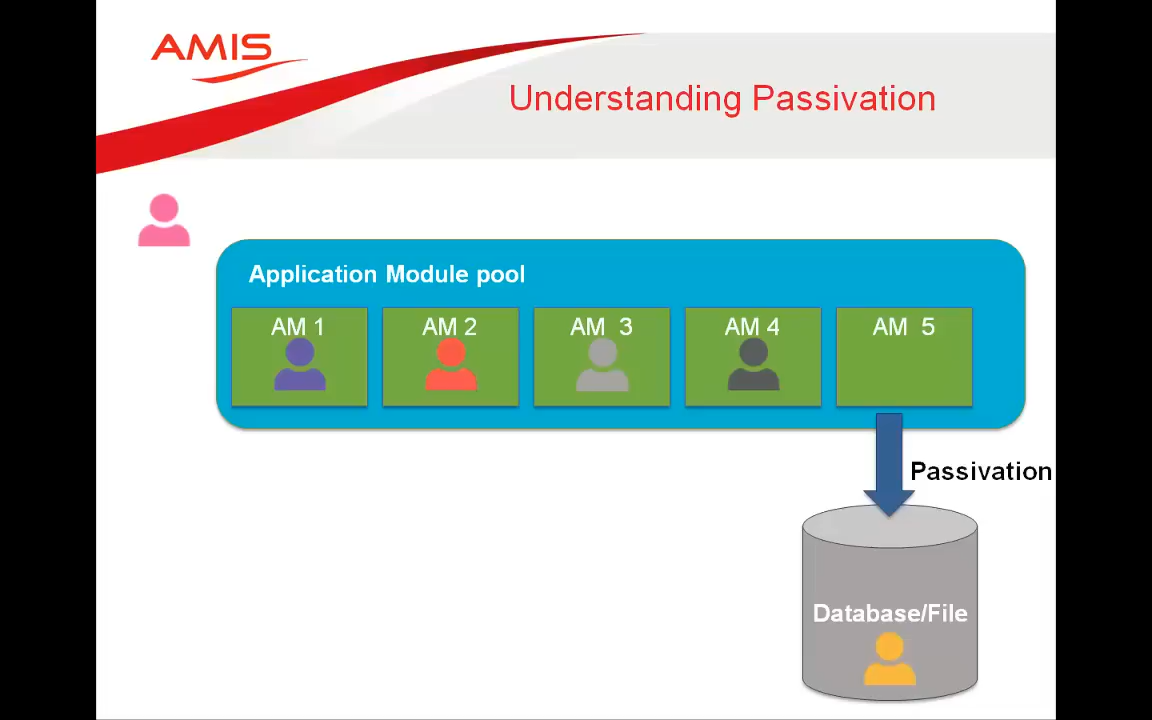 AMIS
Understanding Passivation
Application Module pool
AM 1
AM 2
AM 3
AM 4
AM 5
Passivation
Database/File